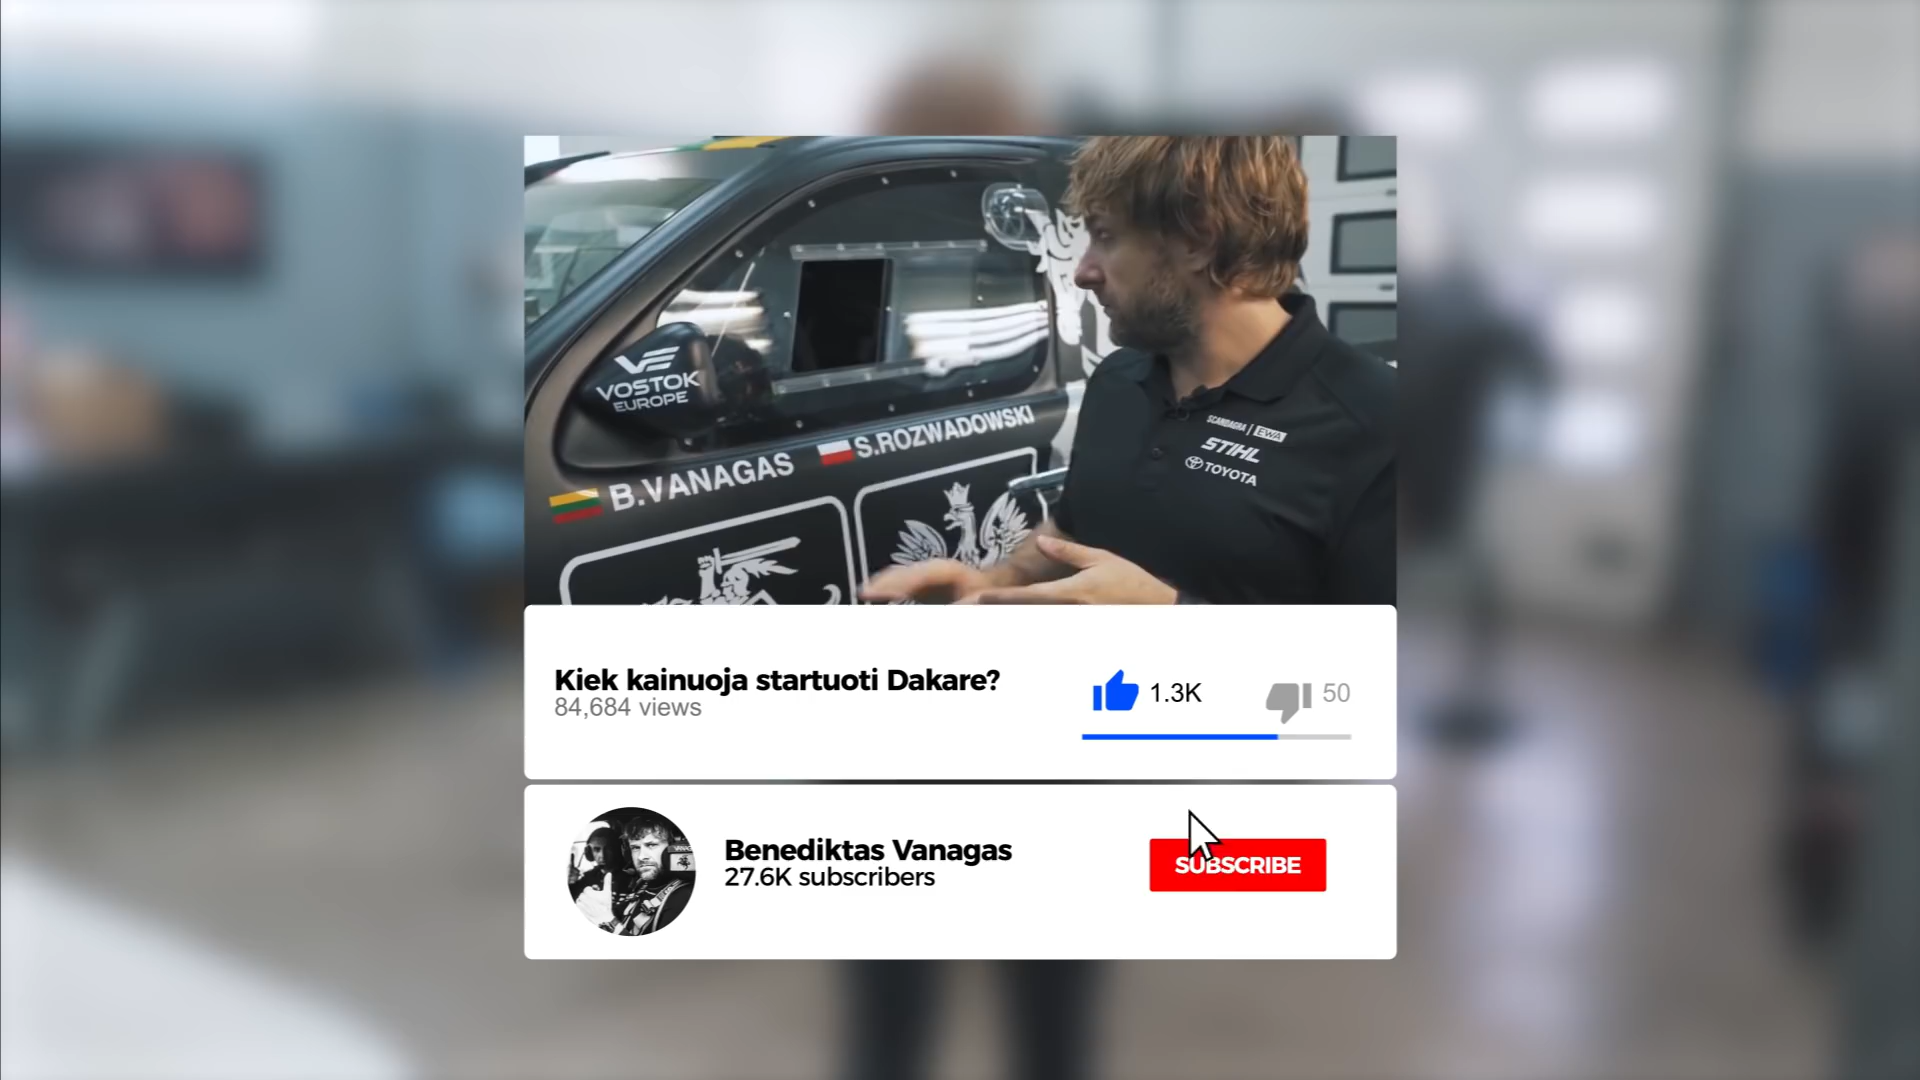 VOSTOK
EUROPE
B.VANAGAS
S.ROZWADOWSKI
SCANDAGRA | EWA
STIHL
TOYOTA
Kiek kainuoja startuoti Dakare?
84,684 views
1.3K
50
Benediktas Vanagas
27.6K subscribers
SUBSCRIBE